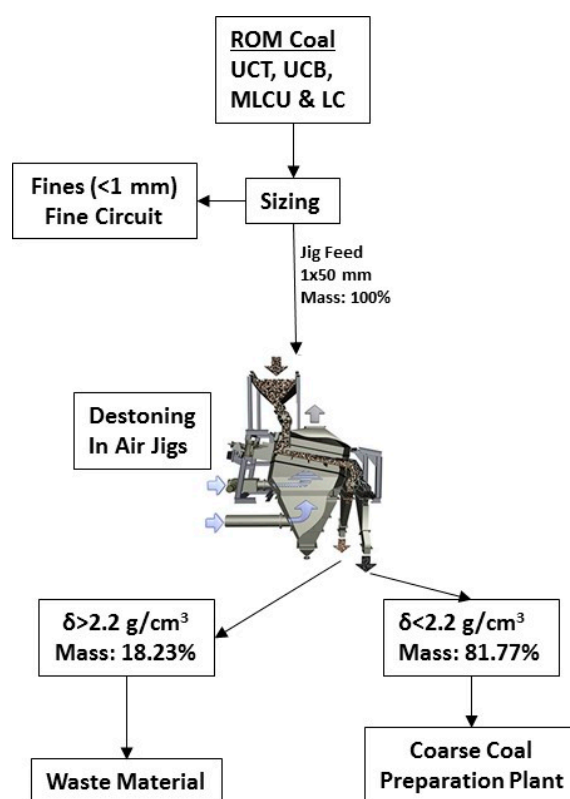 ROM Coal
UCT, UCB,
MLCU & LC
Fines (<1 mm)
Fine Circuit
Sizing
Jig Feed
1x50 mm
Mass: 100%
Destoning
In Air Jigs
δ>2.2 g/cm³
Mass: 18.23%
δ<2.2 g/cm³
Mass: 81.77%
Waste Material
Coarse Coal
Preparation Plant